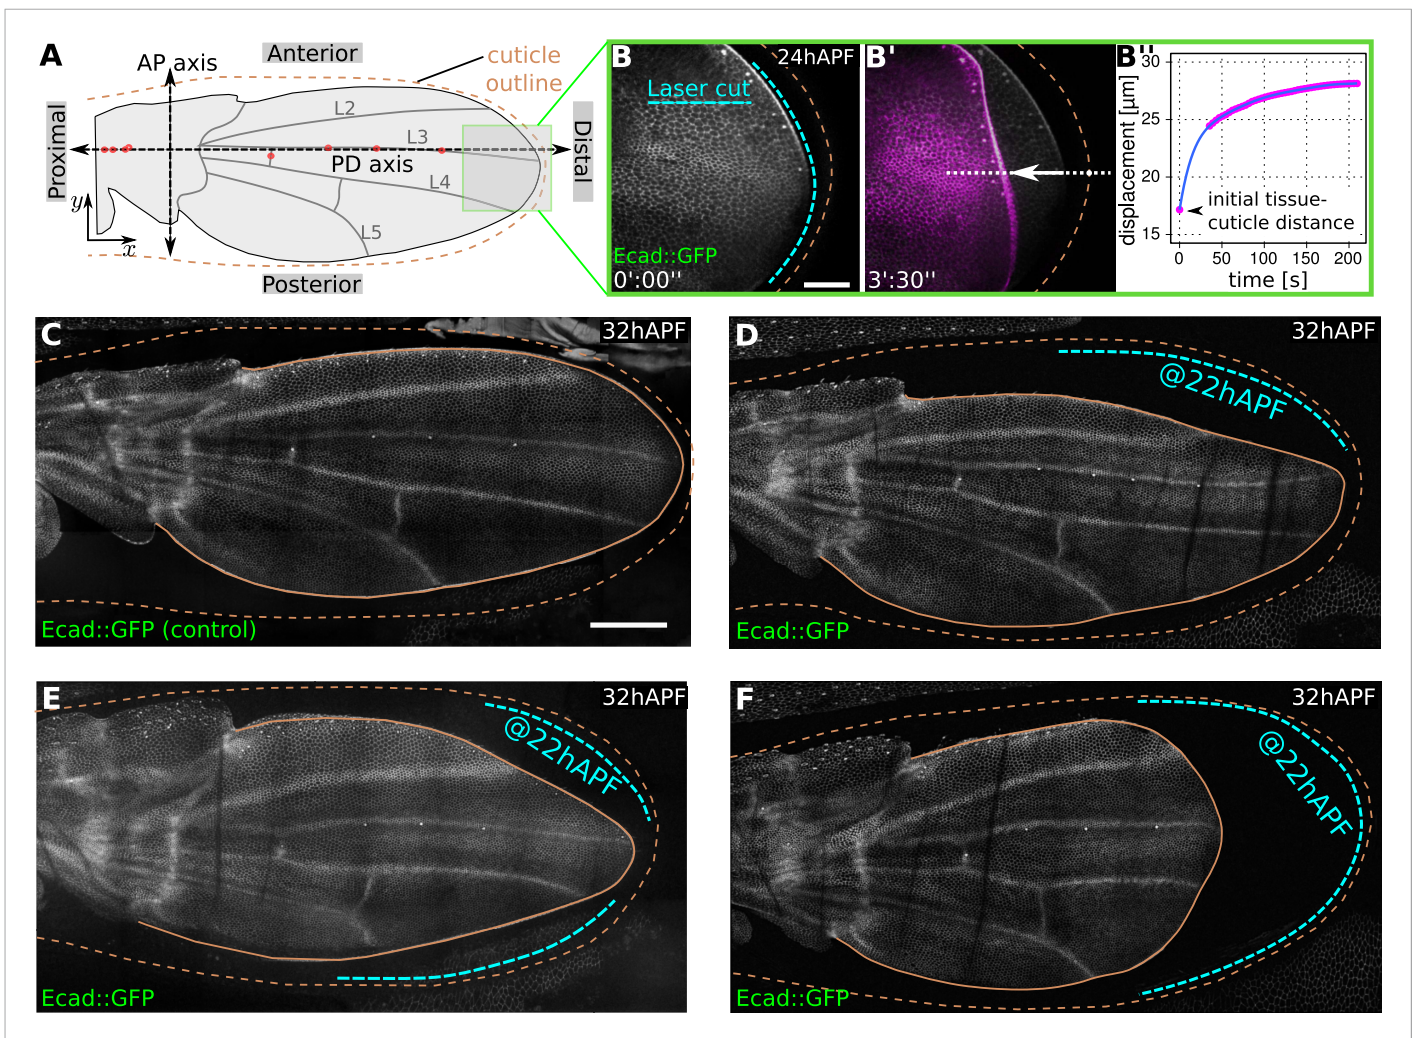 A
AP axis
Anterior
cuticle
outline
Proximal
L2
L3
PD axis
L4
L5
Distal
y
x
Posterior
B
24hAPF
Laser cut
Ecad::GFP
0':00''
B'
3':30''
B''
displacement [μm]
30
25
20
15
initial tissue-
cuticle distance
0
50
100
150
200
time [s]
C
32hAPF
Ecad::GFP (control)
D
32hAPF
@22hAPF
Ecad::GFP
E
32hAPF
@22hAPF
Ecad::GFP
F
32hAPF
@22hAPF
Ecad::GFP